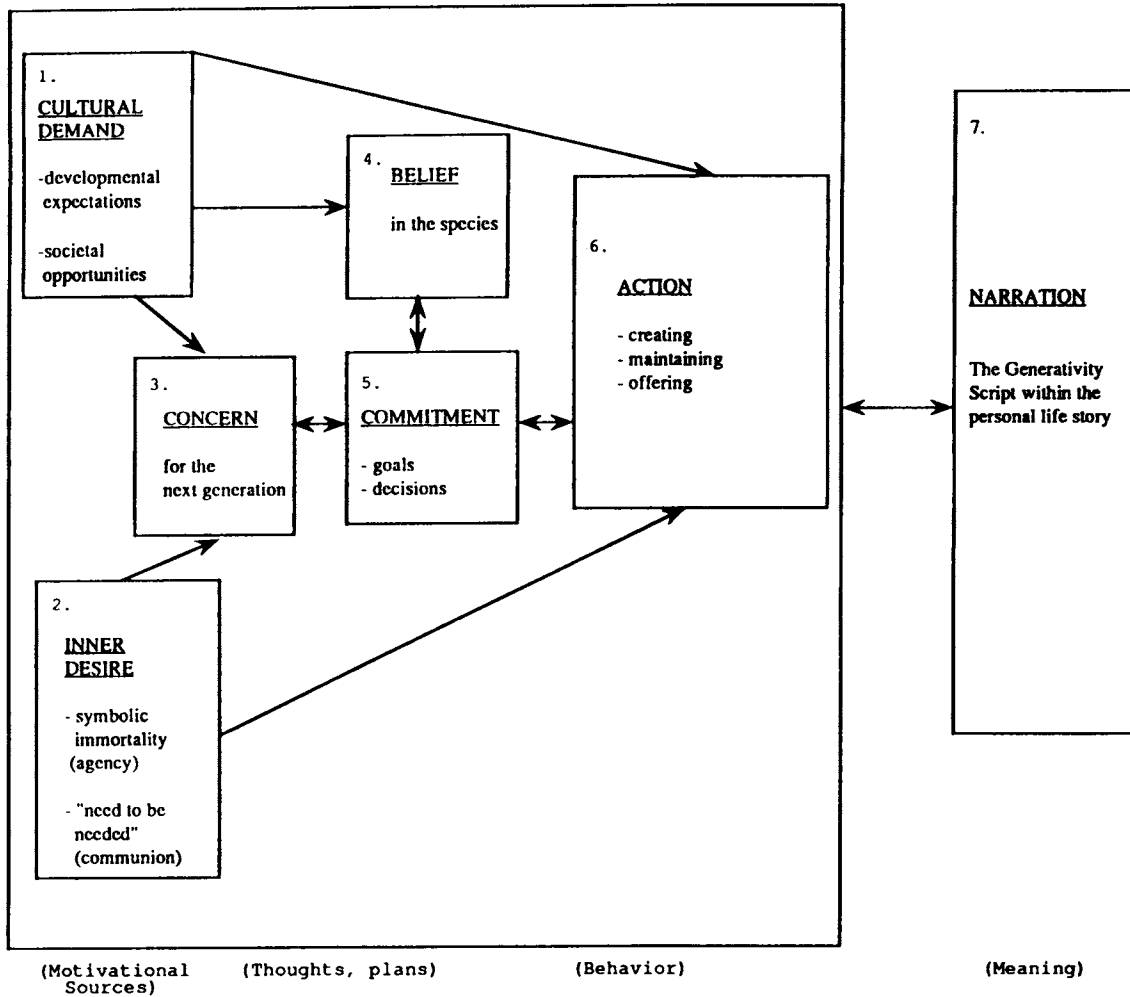 1.
CULTURAL
DEMAND
-developmental
expectations
-societal
opportunities
4.
BELIEF
in the species
3.
CONCERN
for the
next generation
5.
COMMITMENT
- goals
- decisions
6.
ACTION
- creating
- maintaining
- offering
7.
NARRATION
The Generativity
Script within the
personal life story
2.
INNER
DESIRE
- symbolic
immortality
(agency)
- "need to be
needed"
(communion)
(Motivational
Sources)
(Thoughts, plans)
(Behavior)
(Meaning)